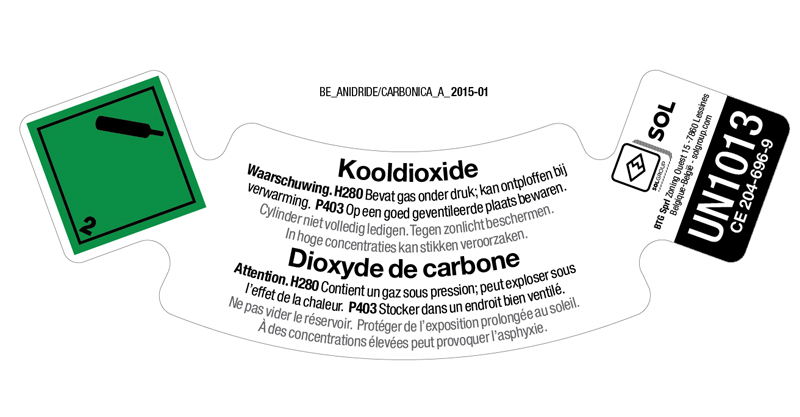 BE_ANIDRIDE/CARBONICA_A_2015-01
2
Kooldioxide
Waarschuwing. H280 Bevat gas onder druk; kan ontploffen bij
verwarming. P403 Op een goed geventileerde plaats bewaren.
Cylinder niet volledig ledigen. Tegen zonlicht beschermen.
In hoge concentraties kan stikken veroorzaken.
Dioxyde de carbone
Attention. H280 Contient un gaz sous pression; peut exploser sous
l'effet de la chaleur. P403 Stocker dans un endroit bien ventilé.
Ne pas vider le réservoir. Protéger de l'exposition prolongée au soleil.
À des concentrations élevées peut provoquer l'asphyxie.
SOLGROUP
SOL
BTG Sprl Zoning Ouest 15 - 7860 Lessines
Belgique-België - solgroup.com
UN1013
CE 204-696-9